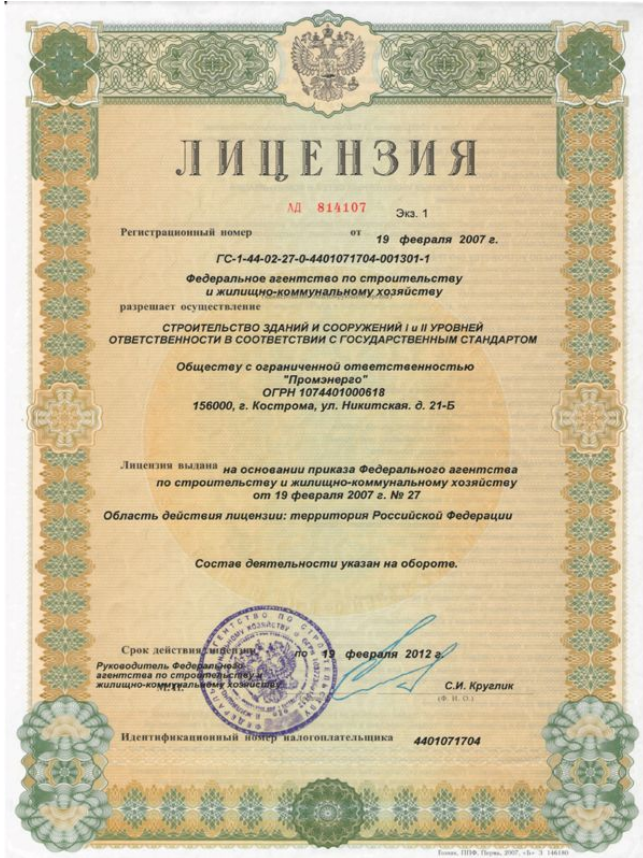 ЛИЦЕНЗИЯ
АД 814107 Экз. 1
Регистрационный номер от 19 февраля 2007 г.
ГС-1-44-02-27-0-4401071704-001301-1
Федеральное агентство по строительству
и жилищно-коммунальному хозяйству
разрешает осуществление
СТРОИТЕЛЬСТВО ЗДАНИЙ И СООРУЖЕНИЙ I и II УРОВНЕЙ
ОТВЕТСТВЕННОСТИ В СООТВЕТСТВИИ С ГОСУДАРСТВЕННЫМ СТАНДАРТОМ
Обществу с ограниченной ответственностью
"Промэнерго"
ОГРН 1074401000618
156000, г. Кострома, ул. Никитская. д. 21-Б
Лицензия выдана на основании приказа Федерального агентства
по строительству и жилищно-коммунальному хозяйству
от 19 февраля 2007 г. № 27
Область действия лицензии: территория Российской Федерации
Состав деятельности указан на обороте.
Срок действия лицензии по 19 февраля 2012 г.
Руководитель Федерального
агентства по строительству и
жилищно-коммунальному хозяйству
С.И. Круглик
(Ф. И. О.)
Идентификационный номер налогоплательщика 4401071704
Гознак, ППФ, Пермь, 2007, «Б»